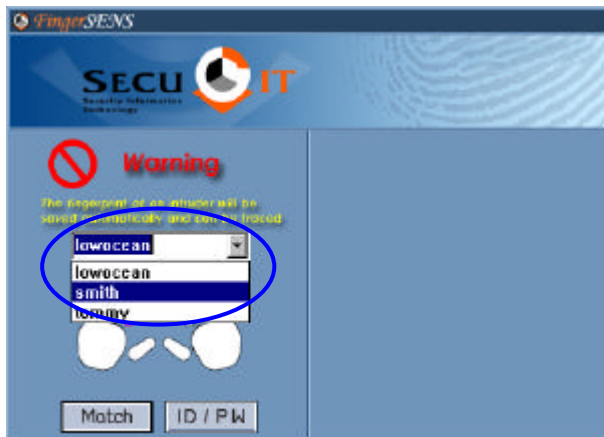 FingerSENS
SECU IT
Security Information
Technology
Warning
The fingerprint of an intruder will be
saved automatically and can be traced
lowocean
lowocean
smith
tommy
Match
ID / PW